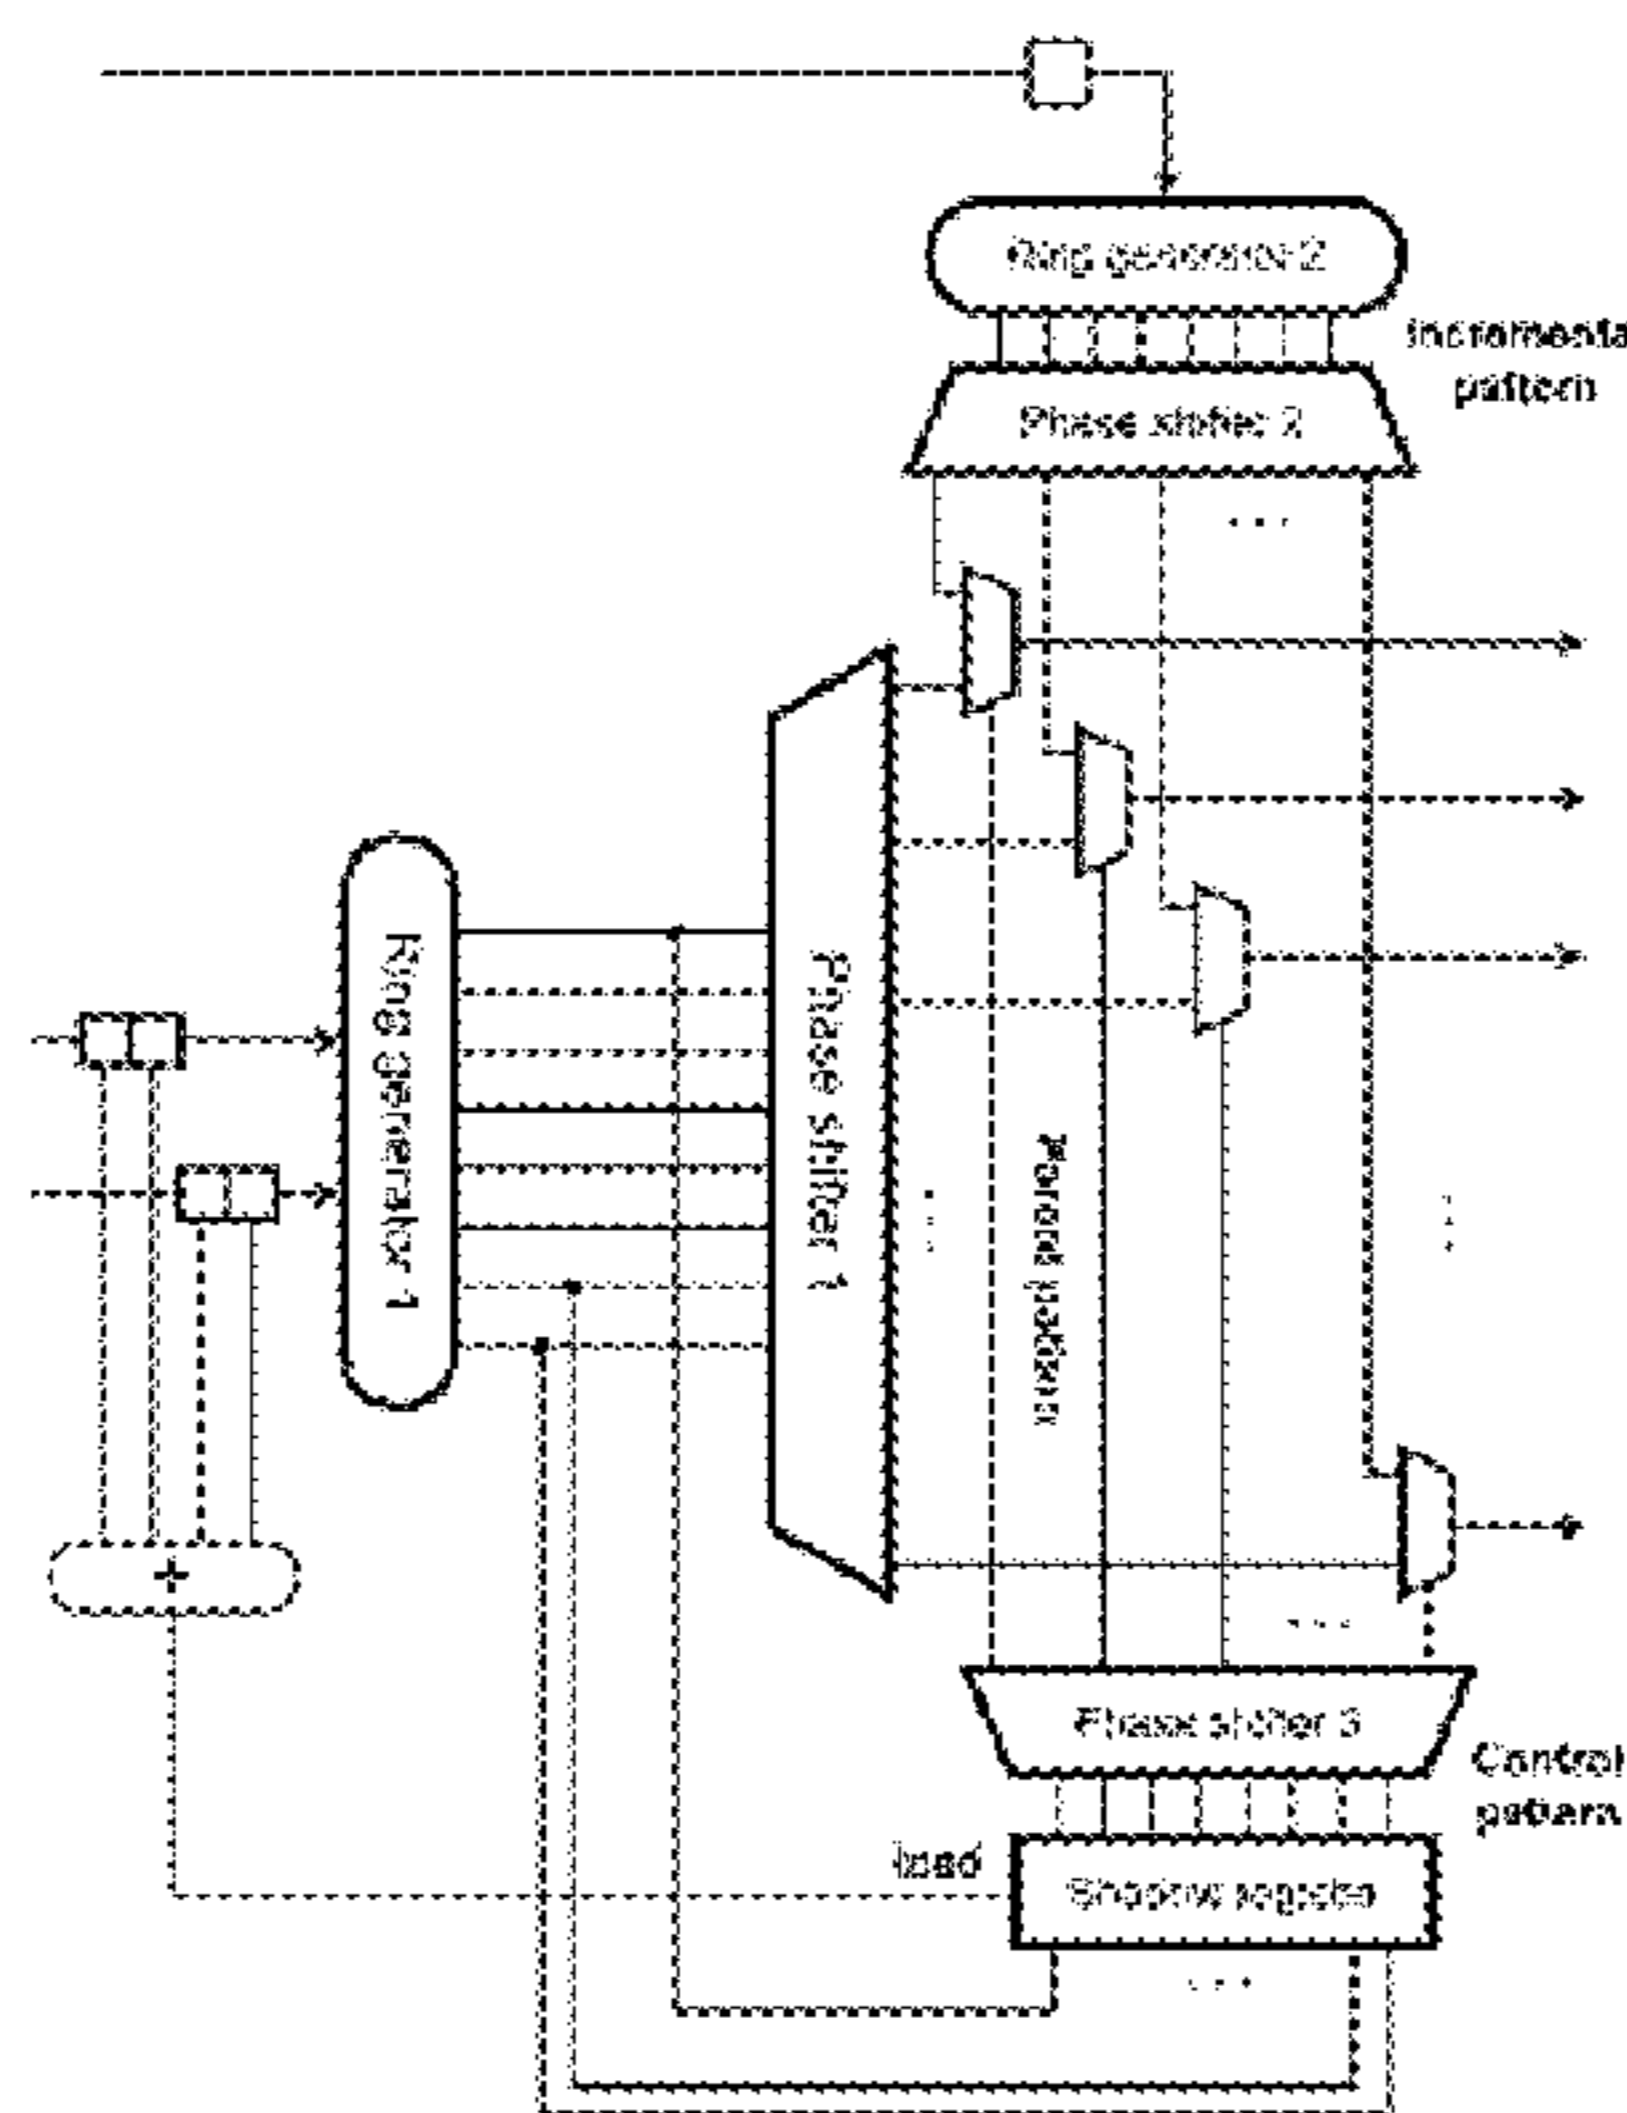 Ring generator 2
Incrementa
pattern
Phase shifter 2
Ring generator 1
Phase shifter 1
Parent pattern
+
Phase shifter 3
Control
pattern
load
Shadow register